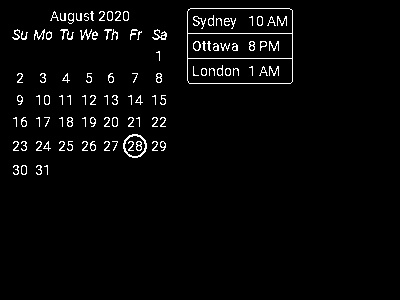 August 2020
Su Mo Tu We Th Fr Sa
1
2 3 4 5 6 7 8
9 10 11 12 13 14 15
16 17 18 19 20 21 22
23 24 25 26 27 28 29
30 31
Sydney 10 AM
Ottawa 8 PM
London 1 AM